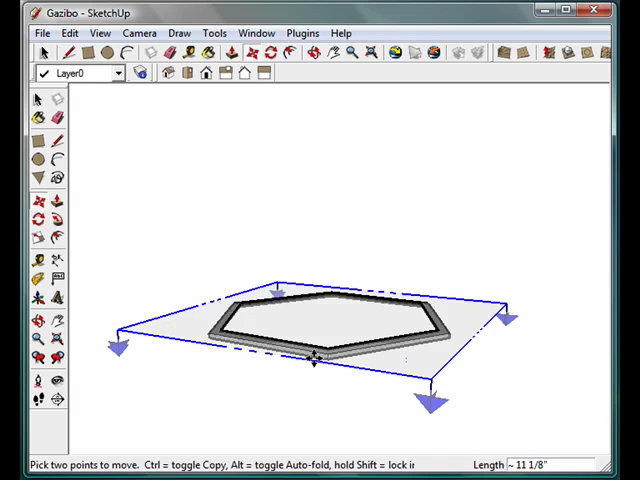 Gazibo - SketchUp
File Edit View Camera Draw Tools Window Plugins Help
Layer0
Pick two points to move. Ctrl = toggle Copy, Alt = toggle Auto-fold, hold Shift = lock ir
Length ~ 11 1/8"